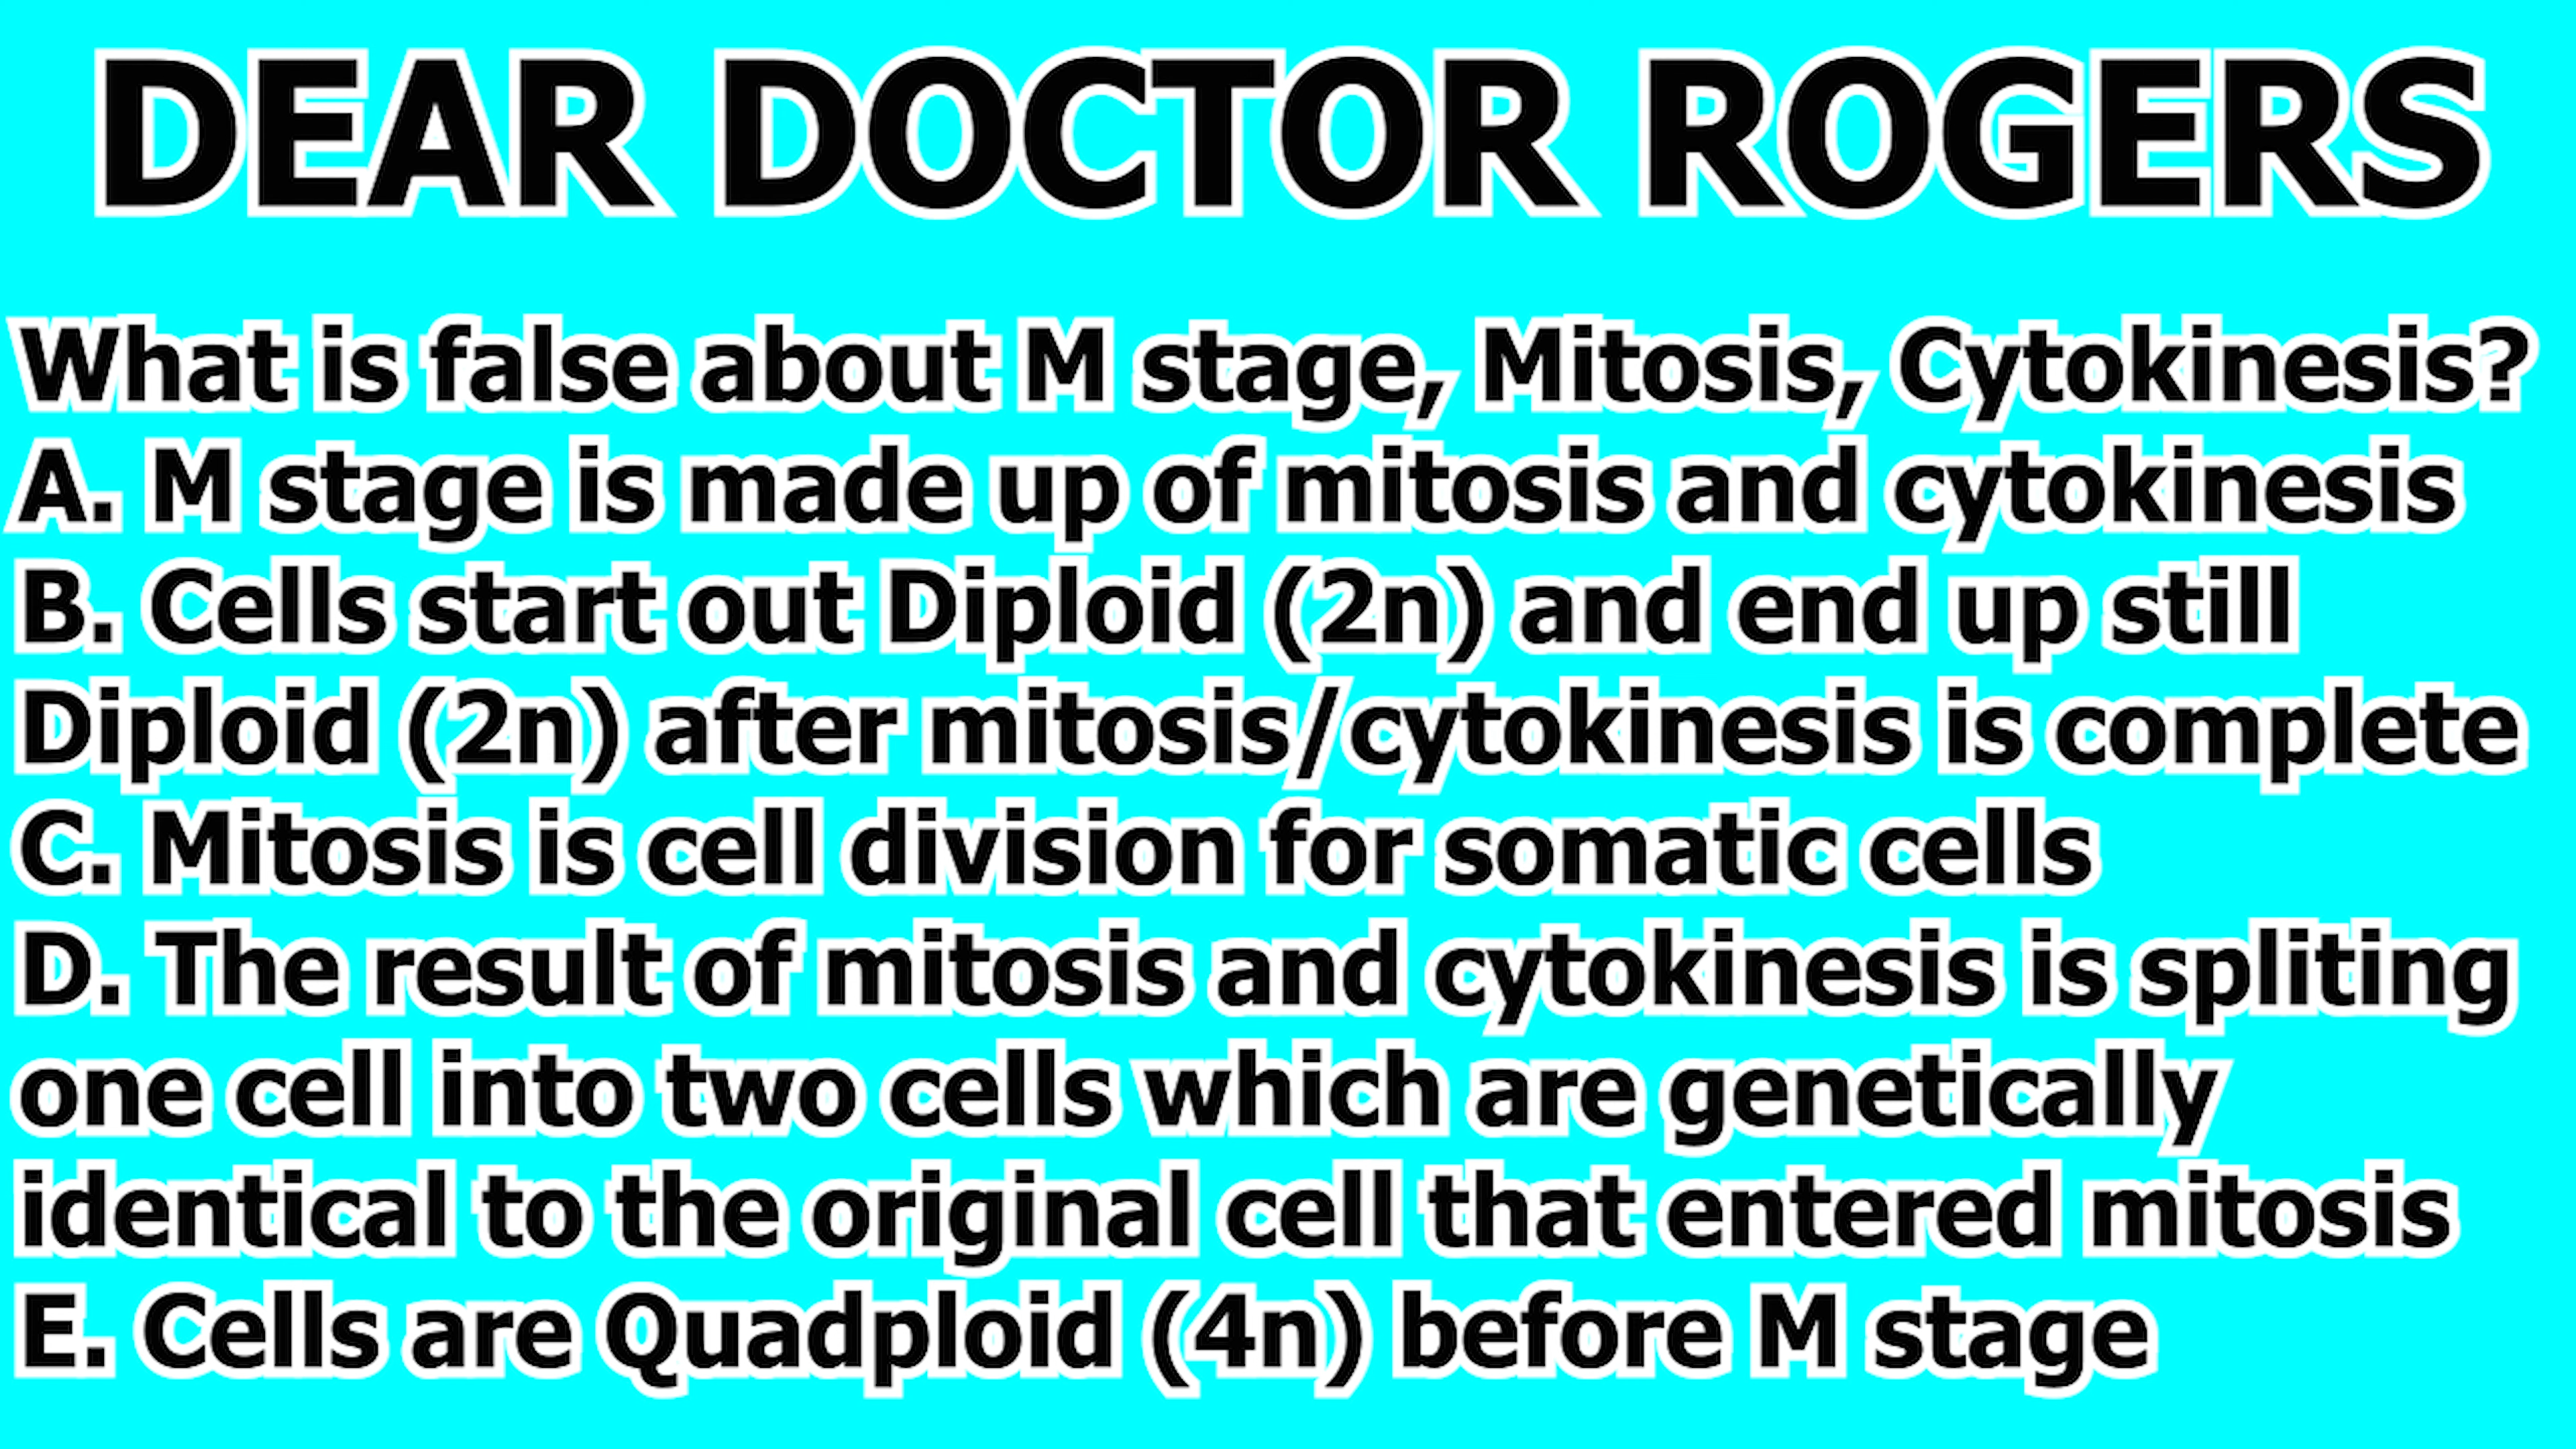 DEAR DOCTOR ROGERS
What is false about M stage, Mitosis, Cytokinesis?
A. M stage is made up of mitosis and cytokinesis
B. Cells start out Diploid (2n) and end up still
Diploid (2n) after mitosis/cytokinesis is complete
C. Mitosis is cell division for somatic cells
D. The result of mitosis and cytokinesis is spliting
one cell into two cells which are genetically
identical to the original cell that entered mitosis
E. Cells are Quadploid (4n) before M stage